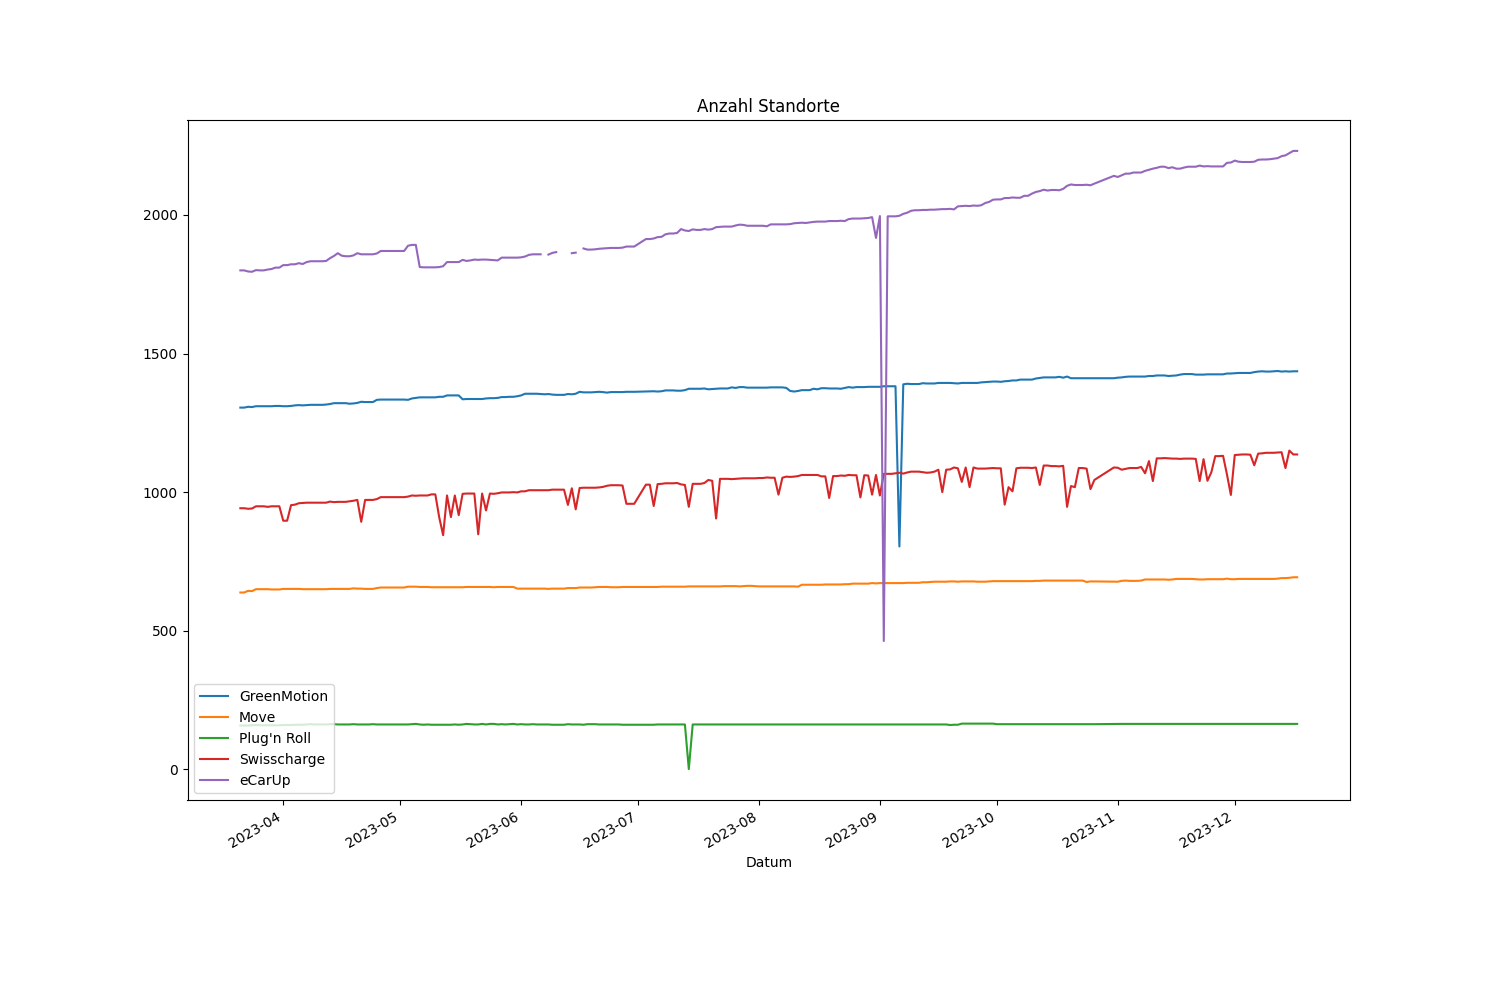 Anzahl Standorte
2000
1500
1000
500
0
GreenMotion
Move
Plug'n Roll
Swisscharge
eCarUp
2023-04
2023-05
2023-06
2023-07
2023-08
2023-09
2023-10
2023-11
2023-12
Datum